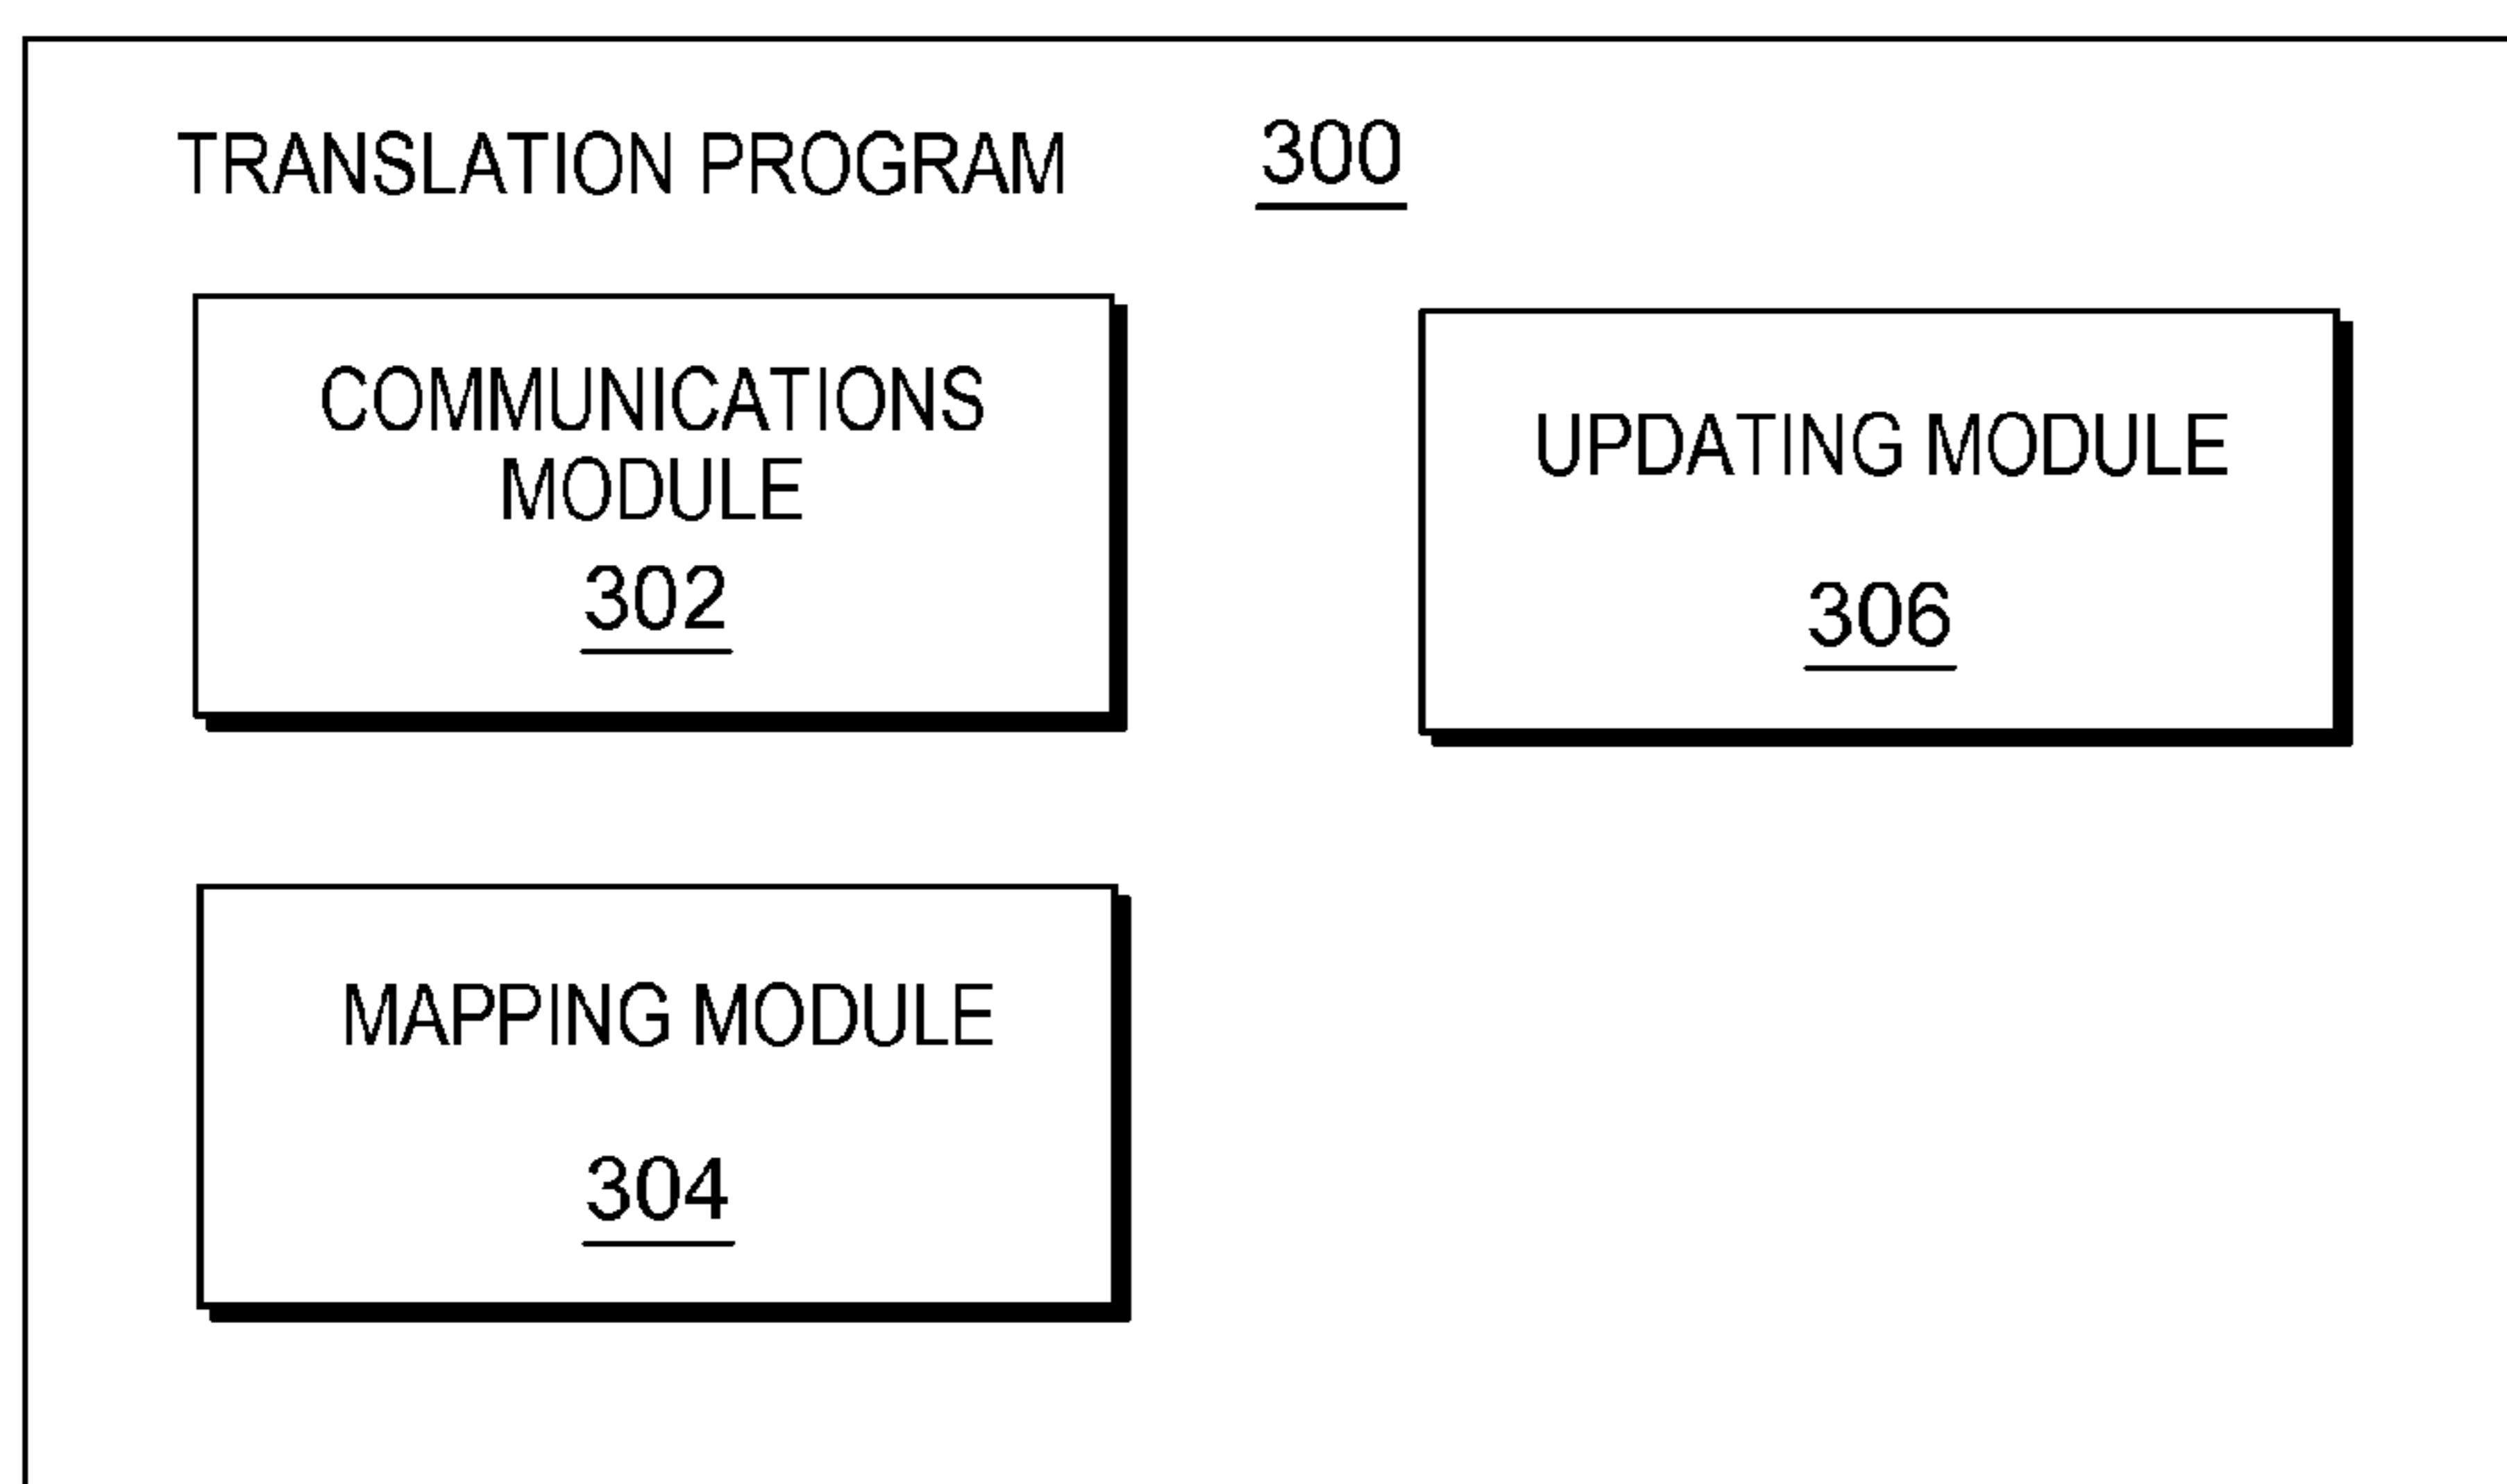 TRANSLATION PROGRAM 300
COMMUNICATIONS
MODULE
302
UPDATING MODULE
306
MAPPING MODULE
304